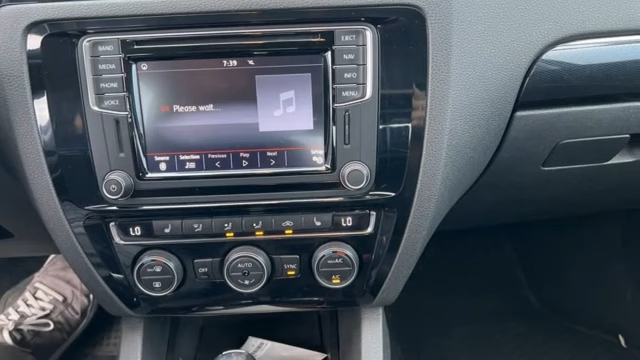 BAND
MEDIA
PHONE
VOICE
7:39
Please wait...
Source Selection Previous Play Next Setup
EJECT
NAV
INFO
MENU
LO LO
OFF AUTO SYNC
A/C